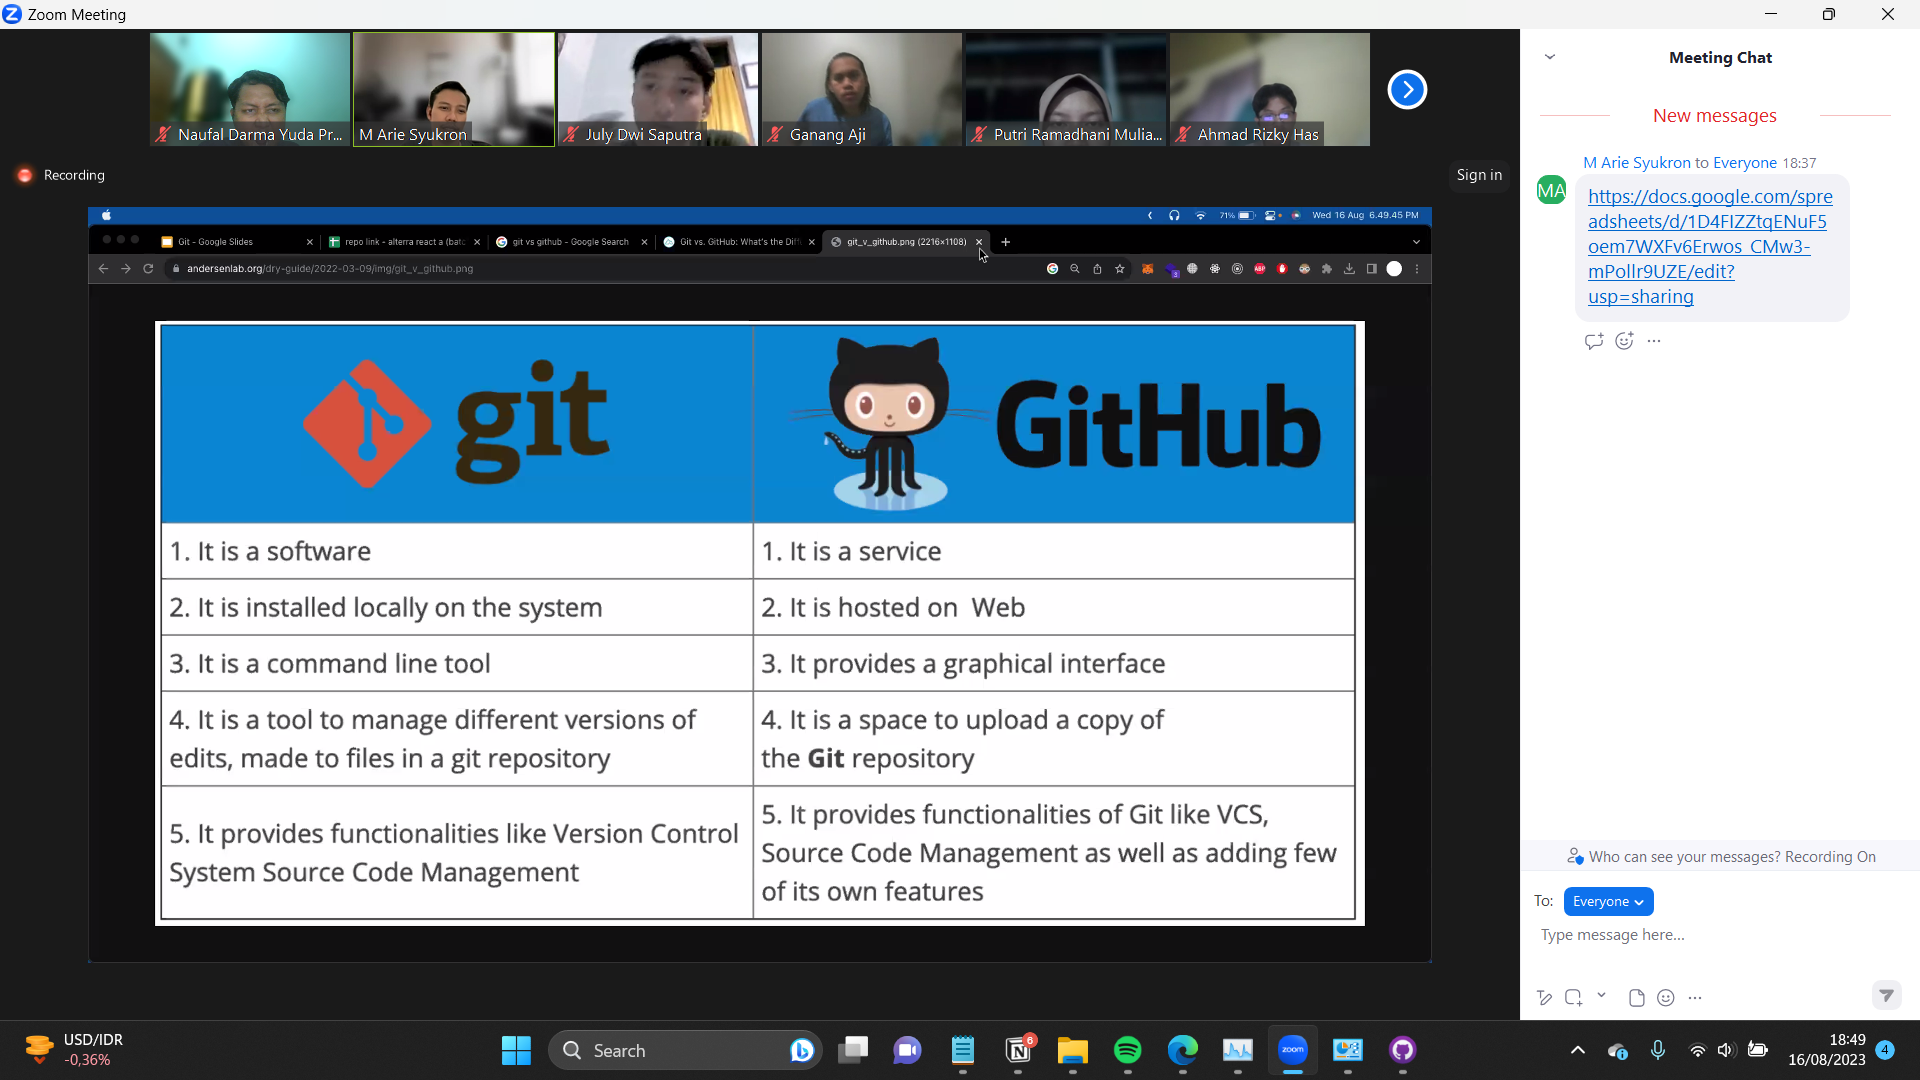 Zoom Meeting
Naufal Darma Yuda Pr...
M Arie Syukron
July Dwi Saputra
Ganang Aji
Putri Ramadhani Mulia...
Ahmad Rizky Has
Recording
Sign in
71%
Wed 16 Aug 6.49.45 PM
Git - Google Slides
repo link - alterra react a (batc
git vs github - Google Search
Git vs. GitHub: What's the Diff
git_v_github.png (2216×1108)
andersenlab.org/dry-guide/2022-03-09/img/git_v_github.png
git
GitHub
1. It is a software
1. It is a service
2. It is installed locally on the system
2. It is hosted on Web
3. It is a command line tool
3. It provides a graphical interface
4. It is a tool to manage different versions of
edits, made to files in a git repository
4. It is a space to upload a copy of
the Git repository
5. It provides functionalities like Version Control
System Source Code Management
5. It provides functionalities of Git like VCS,
Source Code Management as well as adding few
of its own features
Meeting Chat
New messages
M Arie Syukron to Everyone 18:37
MA
https://docs.google.com/spre
adsheets/d/1D4FIZZtqENuF5
oem7WXFv6Erwos_CMw3-
mPollr9UZE/edit?
usp=sharing
Who can see your messages? Recording On
To: Everyone
Type message here...
USD/IDR
-0,36%
Search
6
zoom
18:49
16/08/2023
4